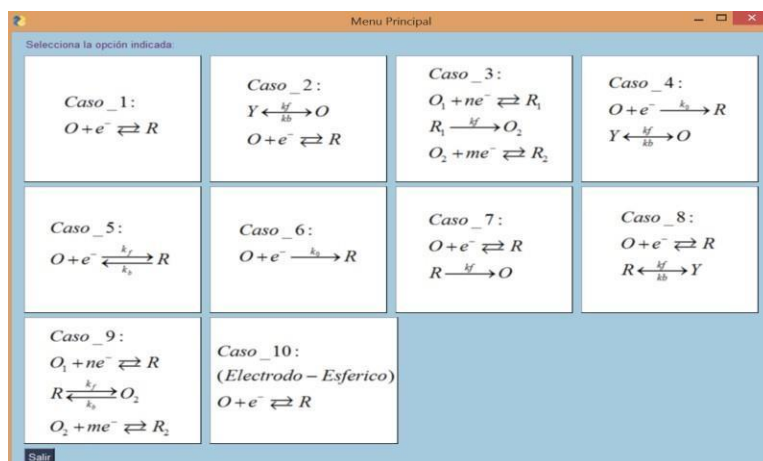 Menu Principal
Selecciona la opción indicada:
Caso_1:
O + e⁻ ⇄ R
Caso_2:
Y ⟷ O (kf / kb)
O + e⁻ ⇄ R
Caso_3:
O₁ + ne⁻ ⇄ R₁
R₁ ⟶ O₂ (kf)
O₂ + me⁻ ⇄ R₂
Caso_4:
O + e⁻ ⟶ R (k₀)
Y ⟷ O (kf / kb)
Caso_5:
O + e⁻ ⇄ R (k_f / k_b)
Caso_6:
O + e⁻ ⟶ R (k₀)
Caso_7:
O + e⁻ ⇄ R
R ⟶ O (kf)
Caso_8:
O + e⁻ ⇄ R
R ⟷ Y (kf / kb)
Caso_9:
O₁ + ne⁻ ⇄ R
R ⇄ O₂ (k_f / k_b)
O₂ + me⁻ ⇄ R₂
Caso_10:
(Electrodo – Esferico)
O + e⁻ ⇄ R
Salir